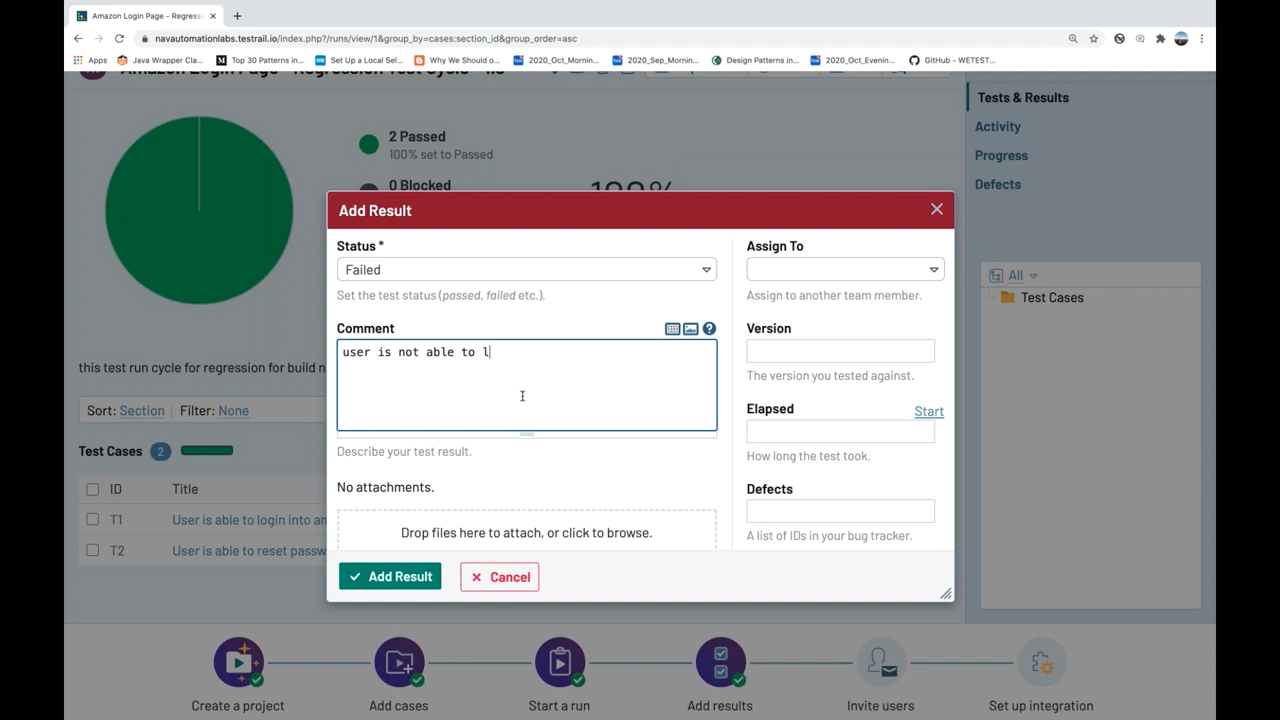 Amazon Login Page - Regressi
navautomationlabs.testrail.io/index.php?/runs/view/1&group_by=cases:section_id&group_order=asc
Apps
Java Wrapper Cla...
Top 30 Patterns in...
Set Up a Local Sel...
Why We Should o...
2020_Oct_Mornin...
2020_Sep_Mornin...
Design Patterns in...
2020_Oct_Evenin...
GitHub - WETEST...
Amazon Login Page - Regression Test Cycle - 1.0
2 Passed
100% set to Passed
0 Blocked
100%
this test run cycle for regression for build n
Sort: Section
Filter: None
Test Cases 2
ID
Title
T1
User is able to login into an
T2
User is able to reset passw
Add Result
Status *
Failed
Set the test status (passed, failed etc.).
Comment
user is not able to l
Describe your test result.
No attachments.
Drop files here to attach, or click to browse.
Add Result
Cancel
Assign To
Assign to another team member.
Version
The version you tested against.
Elapsed
Start
How long the test took.
Defects
A list of IDs in your bug tracker.
Tests & Results
Activity
Progress
Defects
All
Test Cases
Create a project
Add cases
Start a run
Add results
Invite users
Set up integration